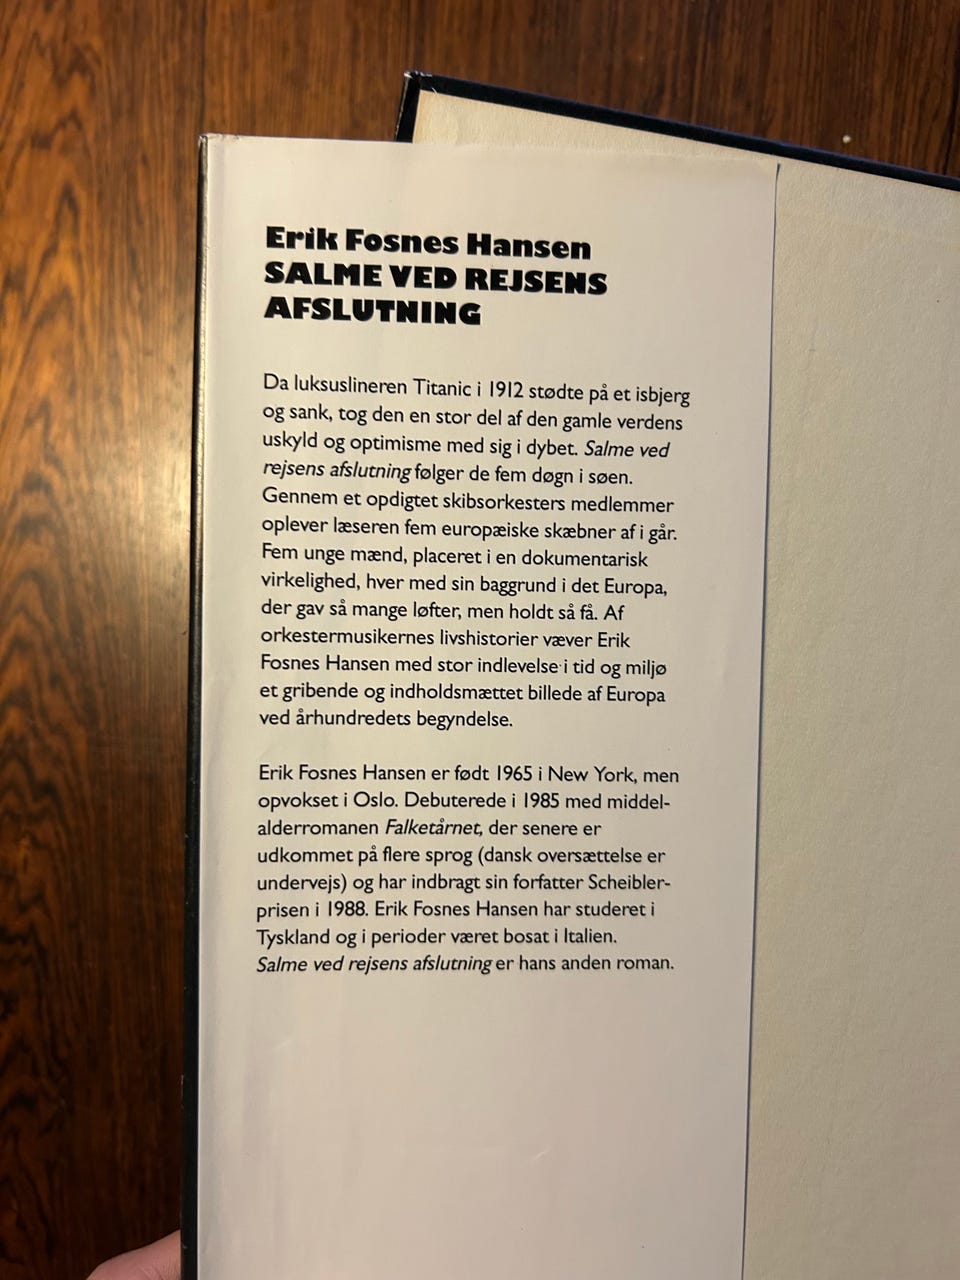 Erik Fosnes Hansen
SALME VED REJSENS
AFSLUTNING
Da luksuslineren Titanic i 1912 stødte på et isbjerg
og sank, tog den en stor del af den gamle verdens
uskyld og optimisme med sig i dybet. Salme ved
rejsens afslutning følger de fem døgn i søen.
Gennem et opdigtet skibsorkesters medlemmer
oplever læseren fem europæiske skæbner af i går.
Fem unge mænd, placeret i en dokumentarisk
virkelighed, hver med sin baggrund i det Europa,
der gav så mange løfter, men holdt så få. Af
orkestermusikernes livshistorier væver Erik
Fosnes Hansen med stor indlevelse i tid og miljø
et gribende og indholdsmættet billede af Europa
ved århundredets begyndelse.
Erik Fosnes Hansen er født 1965 i New York, men
opvokset i Oslo. Debuterede i 1985 med middel-
alderromanen Falketårnet, der senere er
udkommet på flere sprog (dansk oversættelse er
undervejs) og har indbragt sin forfatter Scheibler-
prisen i 1988. Erik Fosnes Hansen har studeret i
Tyskland og i perioder været bosat i Italien.
Salme ved rejsens afslutning er hans anden roman.